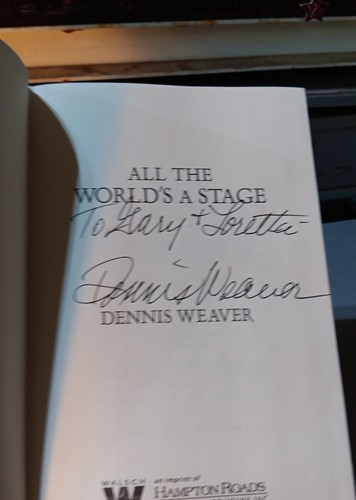 ALL THE
WORLD'S A STAGE
To Gary & Loretta
Dennis Weaver
DENNIS WEAVER
WALSCH
W
an imprint of
HAMPTON ROADS